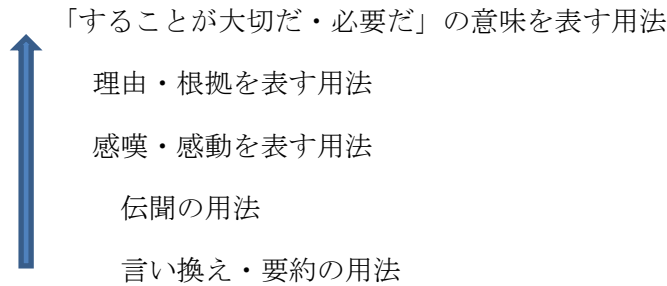 「することが大切だ・必要だ」の意味を表す用法
理由・根拠を表す用法
感嘆・感動を表す用法
伝聞の用法
言い換え・要約の用法